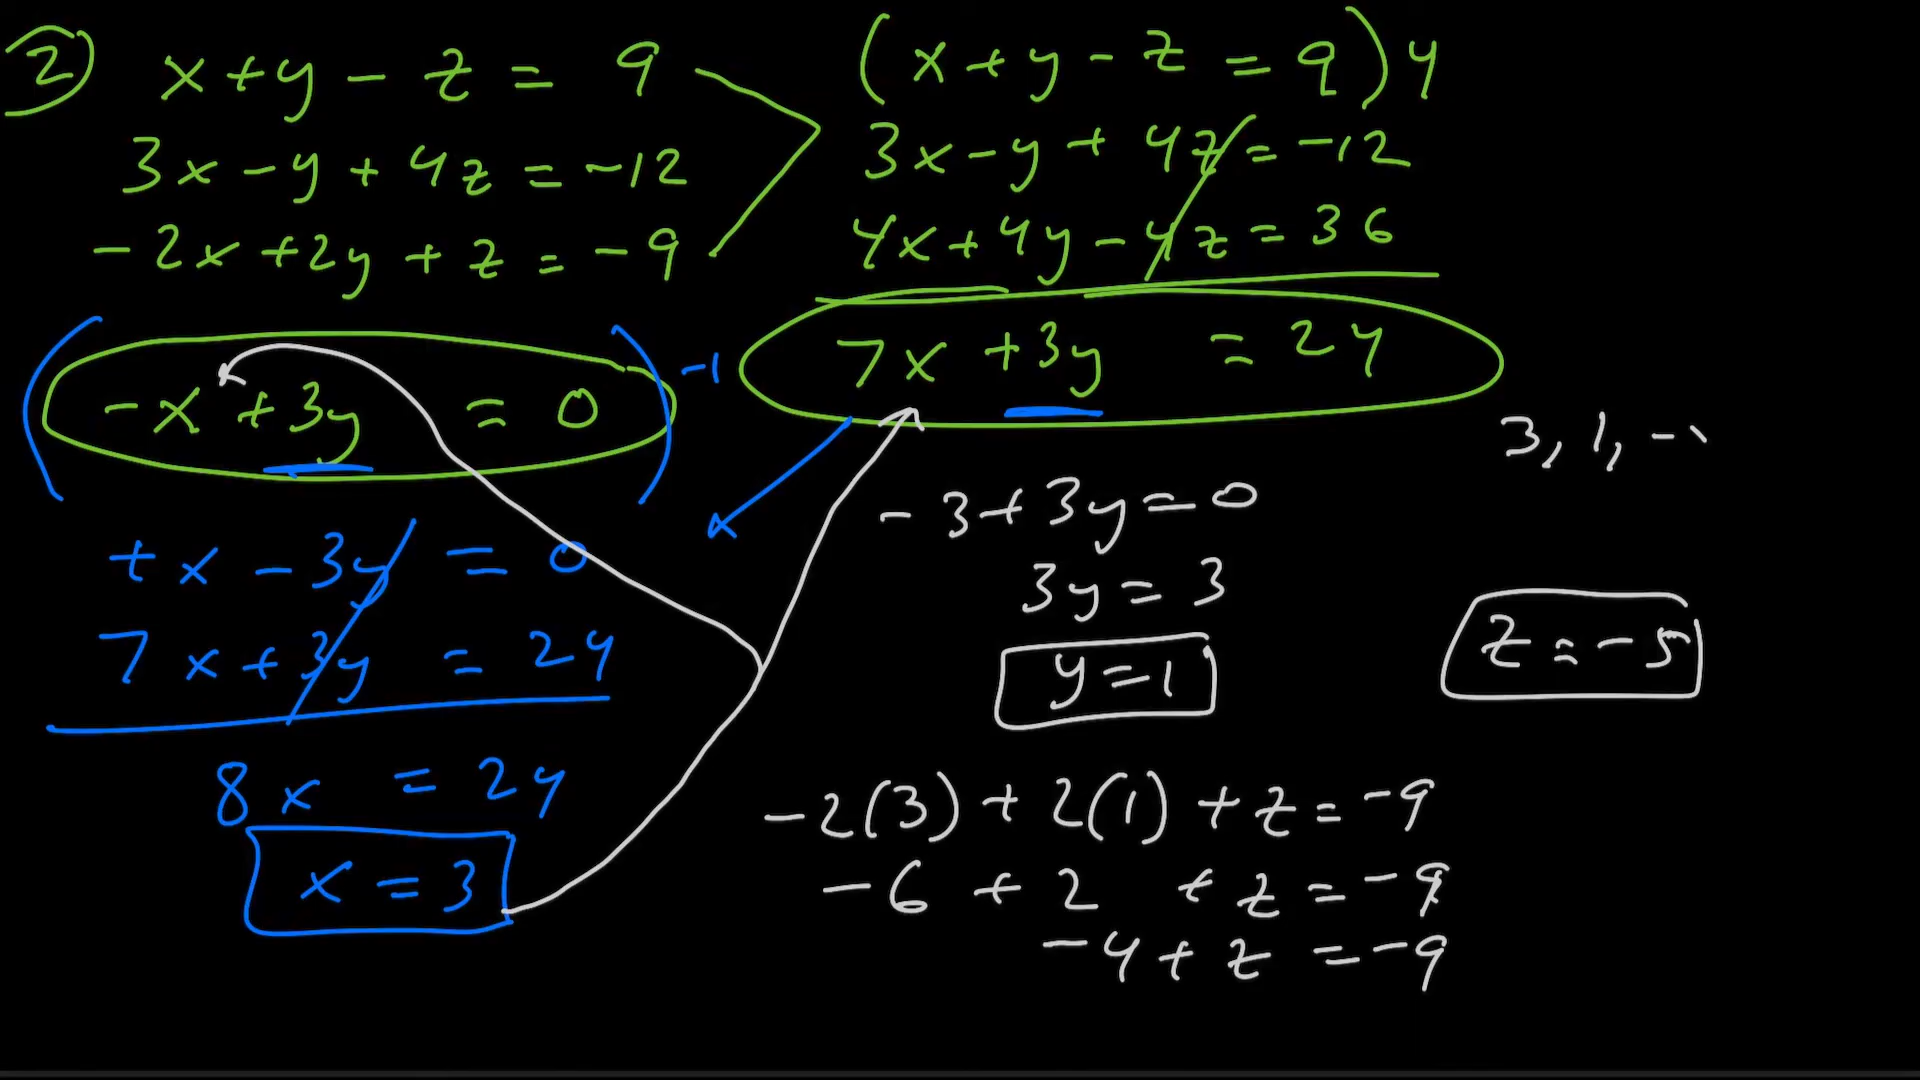 2
x + y - z = 9
3x - y + 4z = -12
-2x + 2y + z = -9
(-x + 3y = 0) -1
+x - 3y = 0
7x + 3y = 24
8x = 24
x = 3
(x + y - z = 9) 4
3x - y + 4z = -12
4x + 4y - 4z = 36
7x + 3y = 24
-3 + 3y = 0
3y = 3
y = 1
-2(3) + 2(1) + z = -9
-6 + 2 + z = -9
-4 + z = -9
3, 1, -
z = -5